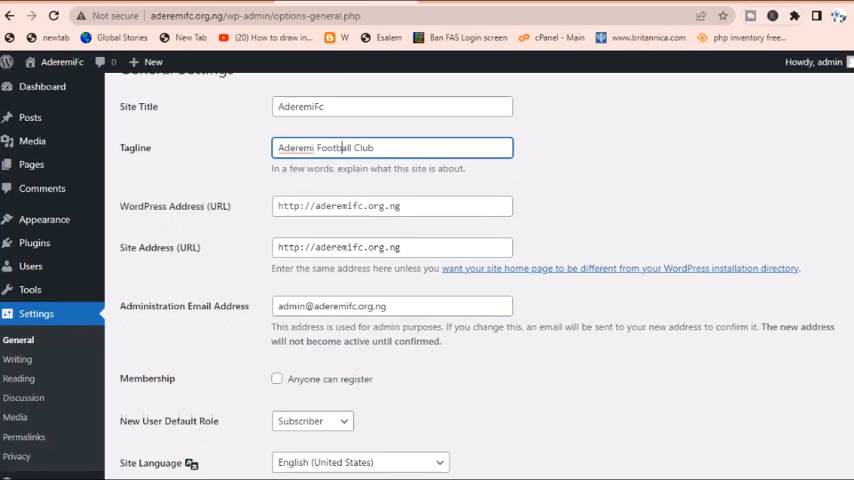 Not secure
aderemifc.org.ng/wp-admin/options-general.php
newtab
Global Stories
New Tab
(20) How to draw in...
W
Esalem
Ban FAS Login screen
cPanel - Main
www.britannica.com
php inventory free...
AderemiFc
0
New
Howdy, admin
Dashboard
Posts
Media
Pages
Comments
Appearance
Plugins
Users
Tools
Settings
General
Writing
Reading
Discussion
Media
Permalinks
Privacy
General Settings
Site Title
AderemiFc
Tagline
Aderemi Football Club
In a few words, explain what this site is about.
WordPress Address (URL)
http://aderemifc.org.ng
Site Address (URL)
http://aderemifc.org.ng
Enter the same address here unless you want your site home page to be different from your WordPress installation directory.
Administration Email Address
admin@aderemifc.org.ng
This address is used for admin purposes. If you change this, an email will be sent to your new address to confirm it. The new address
will not become active until confirmed.
Membership
Anyone can register
New User Default Role
Subscriber
Site Language
English (United States)